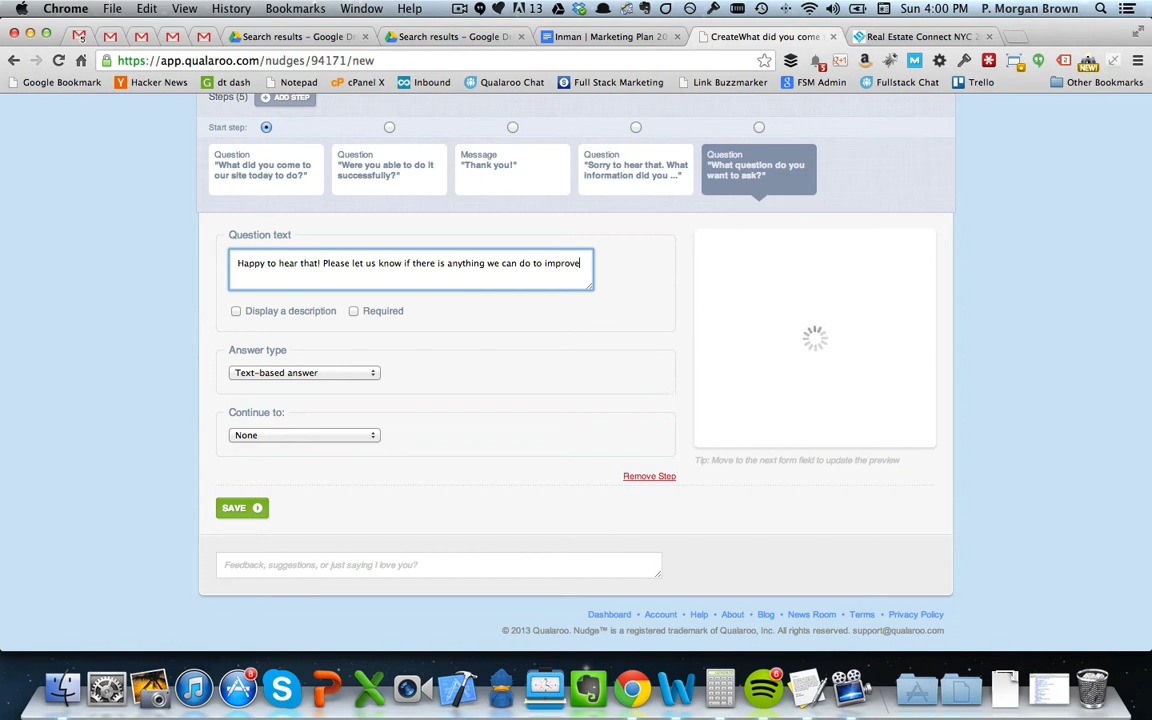 Chrome File Edit View History Bookmarks Window Help 13 Sun 4:00 PM P. Morgan Brown
Search results – Google Dr Search results – Google Dr Inman | Marketing Plan 20 CreateWhat did you come Real Estate Connect NYC 2
https://app.qualaroo.com/nudges/94171/new
Google Bookmark Hacker News dt dash Notepad cPanel X Inbound Qualaroo Chat Full Stack Marketing Link Buzzmarker FSM Admin Fullstack Chat Trello Other Bookmarks
Steps (5) ADD STEP
Start step:
Question
"What did you come to
our site today to do?"
Question
"Were you able to do it
successfully?"
Message
"Thank you!"
Question
"Sorry to hear that. What
information did you ..."
Question
"What question do you
want to ask?"
Question text
Happy to hear that! Please let us know if there is anything we can do to improve
Display a description Required
Answer type
Text-based answer
Continue to:
None
Tip: Move to the next form field to update the preview
Remove Step
SAVE
Feedback, suggestions, or just saying I love you?
Dashboard • Account • Help • About • Blog • News Room • Terms • Privacy Policy
© 2013 Qualaroo. Nudge™ is a registered trademark of Qualaroo, Inc. All rights reserved. support@qualaroo.com